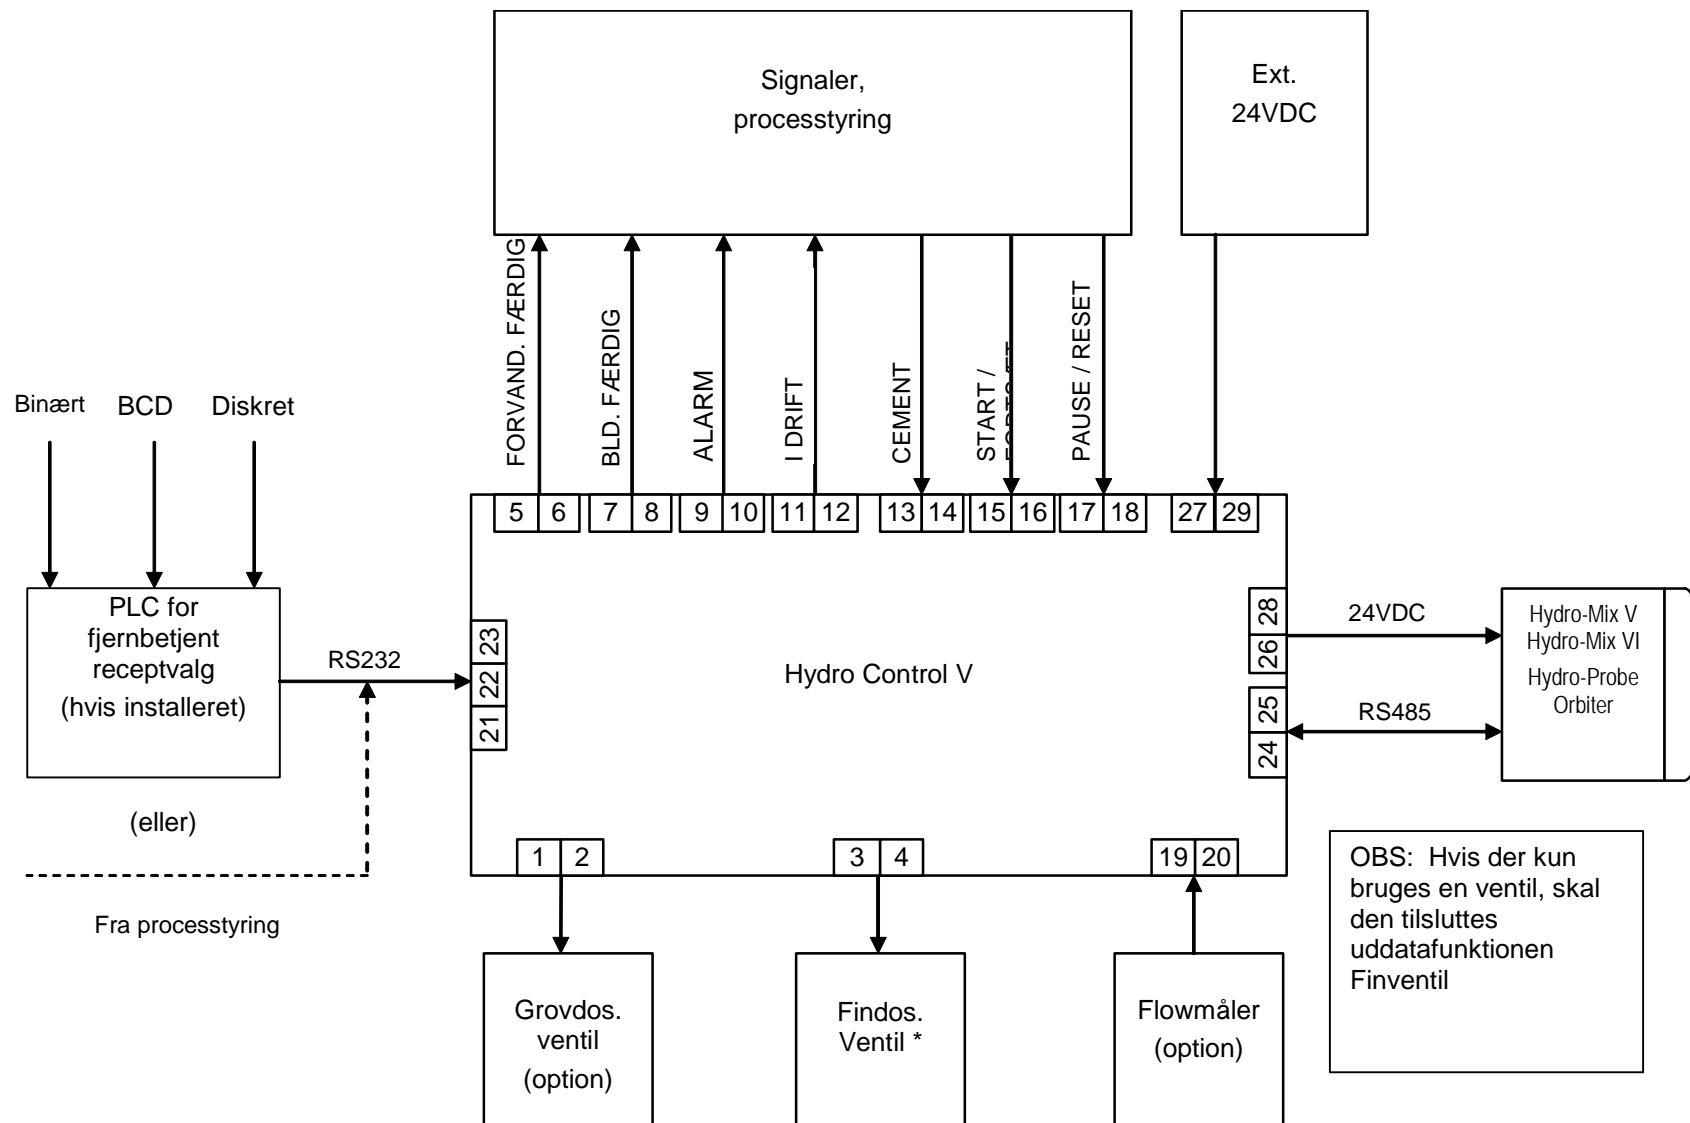 Signaler,
processtyring
Ext.
24VDC
FORVAND. FÆRDIG
BLD. FÆRDIG
ALARM
I DRIFT
CEMENT
START /
PAUSE / RESET
Binært
BCD
Diskret
5 6 7 8 9 10 11 12 13 14 15 16 17 18 27 29
PLC for
fjernbetjent
receptvalg
(hvis installeret)
RS232
23
22
21
Hydro Control V
28
26
25
24
24VDC
RS485
Hydro-Mix V
Hydro-Mix VI
Hydro-Probe
Orbiter
(eller)
Fra processtyring
1 2
3 4
19 20
Grovdos.
ventil
(option)
Findos.
Ventil *
Flowmåler
(option)
OBS: Hvis der kun
bruges en ventil, skal
den tilsluttes
uddatafunktionen
Finventil